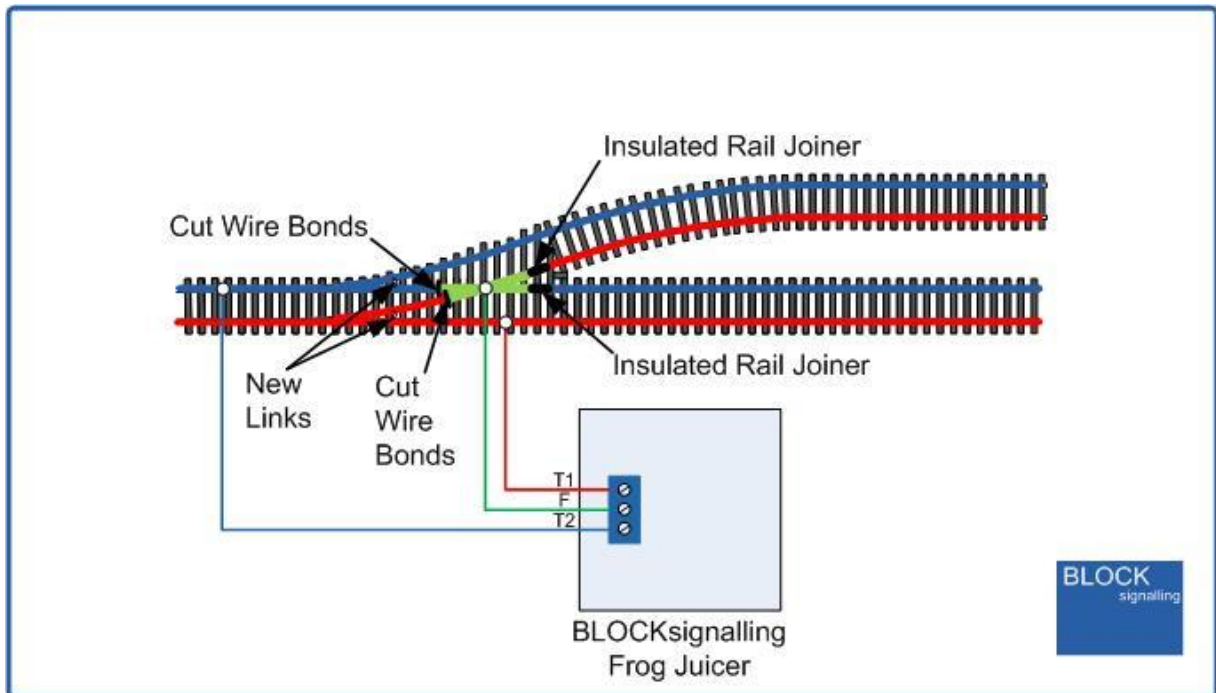 Insulated Rail Joiner
Cut Wire Bonds
New
Links
Cut
Wire
Bonds
Insulated Rail Joiner
T1
F
T2
BLOCKsignalling
Frog Juicer
BLOCK
signalling